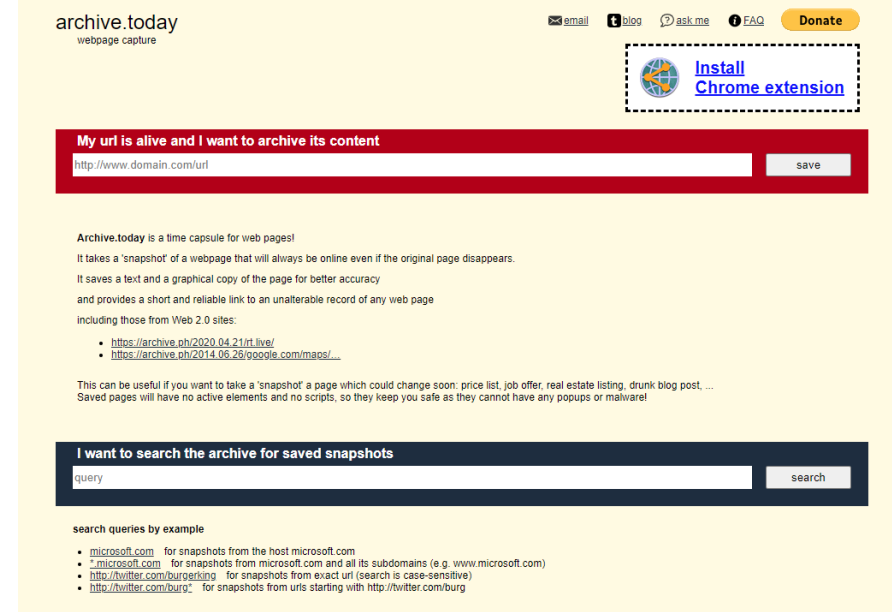 archive.today
webpage capture
email blog ask me FAQ Donate
Install
Chrome extension
My url is alive and I want to archive its content
http://www.domain.com/url save
Archive.today is a time capsule for web pages!
It takes a 'snapshot' of a webpage that will always be online even if the original page disappears.
It saves a text and a graphical copy of the page for better accuracy
and provides a short and reliable link to an unalterable record of any web page
including those from Web 2.0 sites:
• https://archive.ph/2020.04.21/rt.live/
• https://archive.ph/2014.06.26/google.com/maps/…
This can be useful if you want to take a 'snapshot' a page which could change soon: price list, job offer, real estate listing, drunk blog post, ...
Saved pages will have no active elements and no scripts, so they keep you safe as they cannot have any popups or malware!
I want to search the archive for saved snapshots
query search
search queries by example
• microsoft.com for snapshots from the host microsoft.com
• *.microsoft.com for snapshots from microsoft.com and all its subdomains (e.g. www.microsoft.com)
• http://twitter.com/burgerking for snapshots from exact url (search is case-sensitive)
• http://twitter.com/burg* for snapshots from urls starting with http://twitter.com/burg